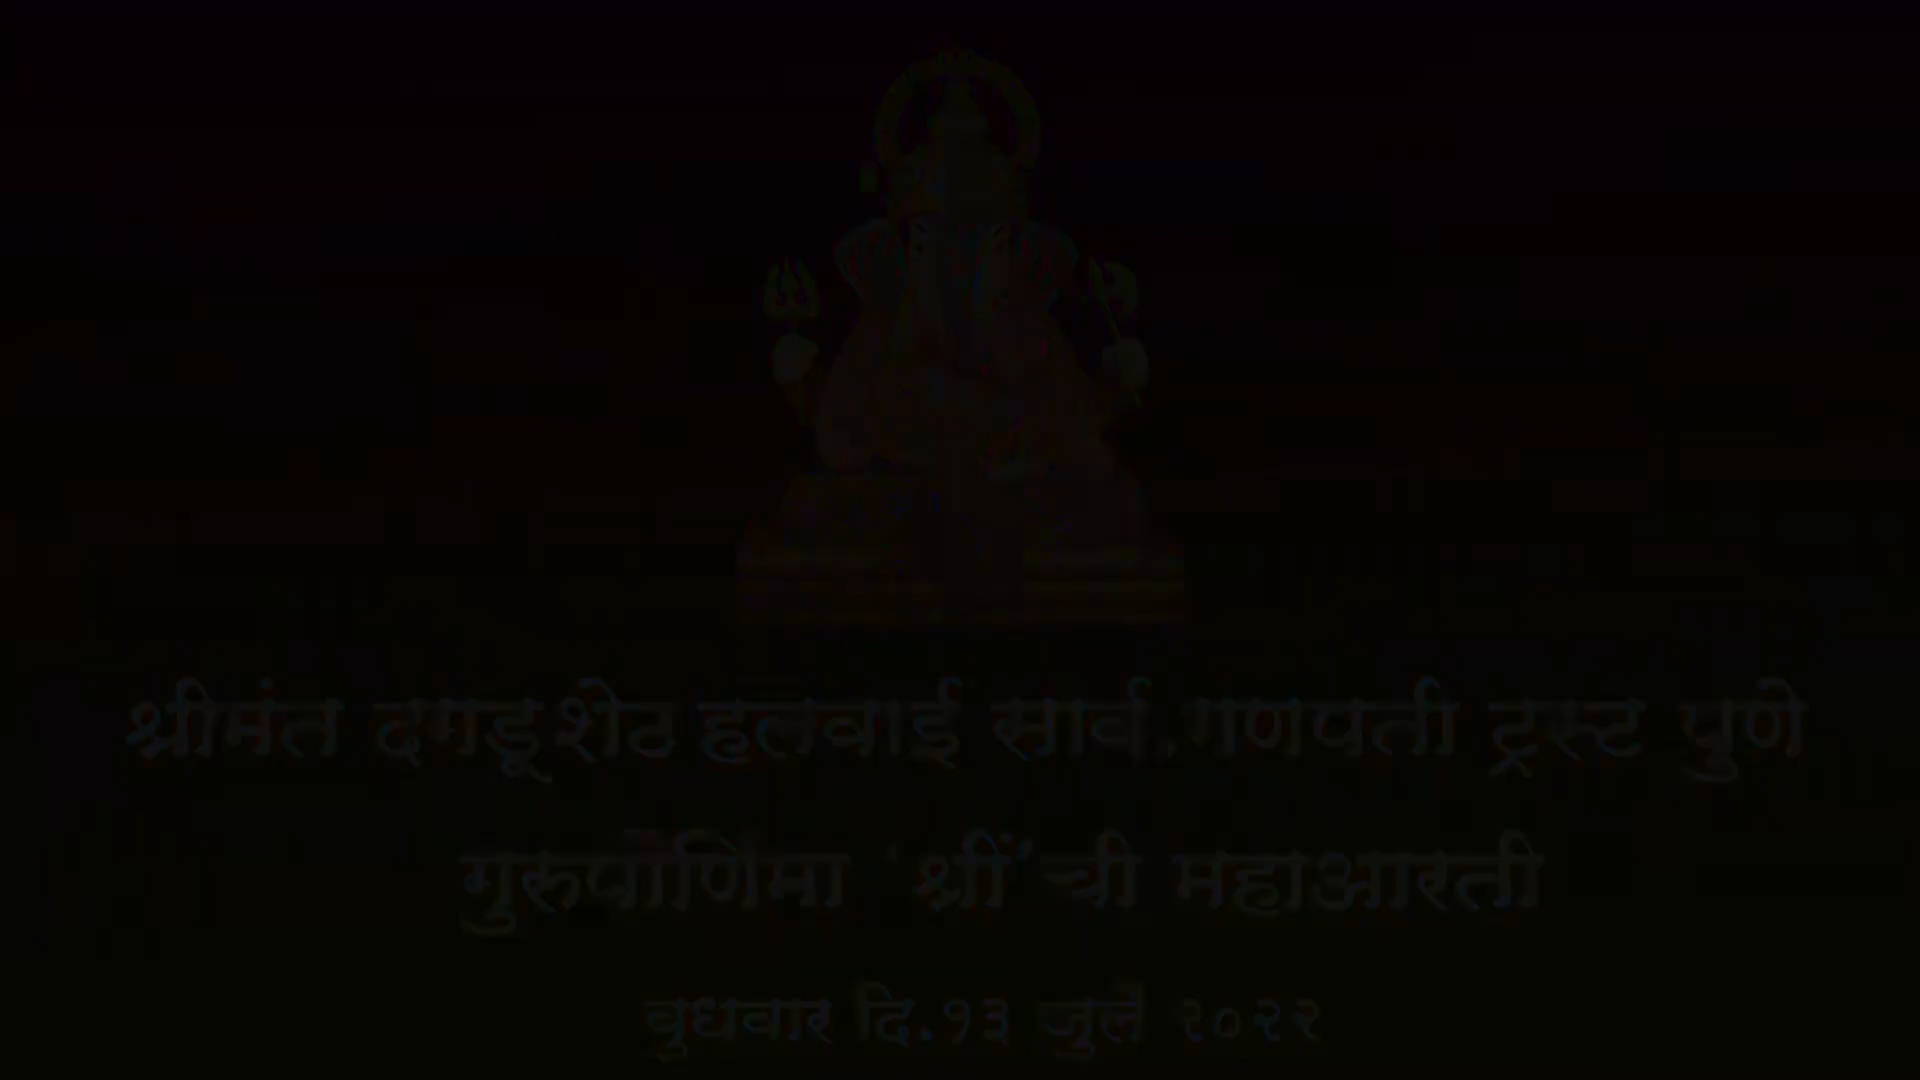 श्रीमंत दगडूशेठ हलवाई सार्व.गणपती ट्रस्ट पुणे
गुरुपौर्णिमा 'श्रीं'ची महाआरती
बुधवार दि.१३ जुलै २०२२